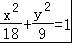 x²/18 + y²/9 = 1